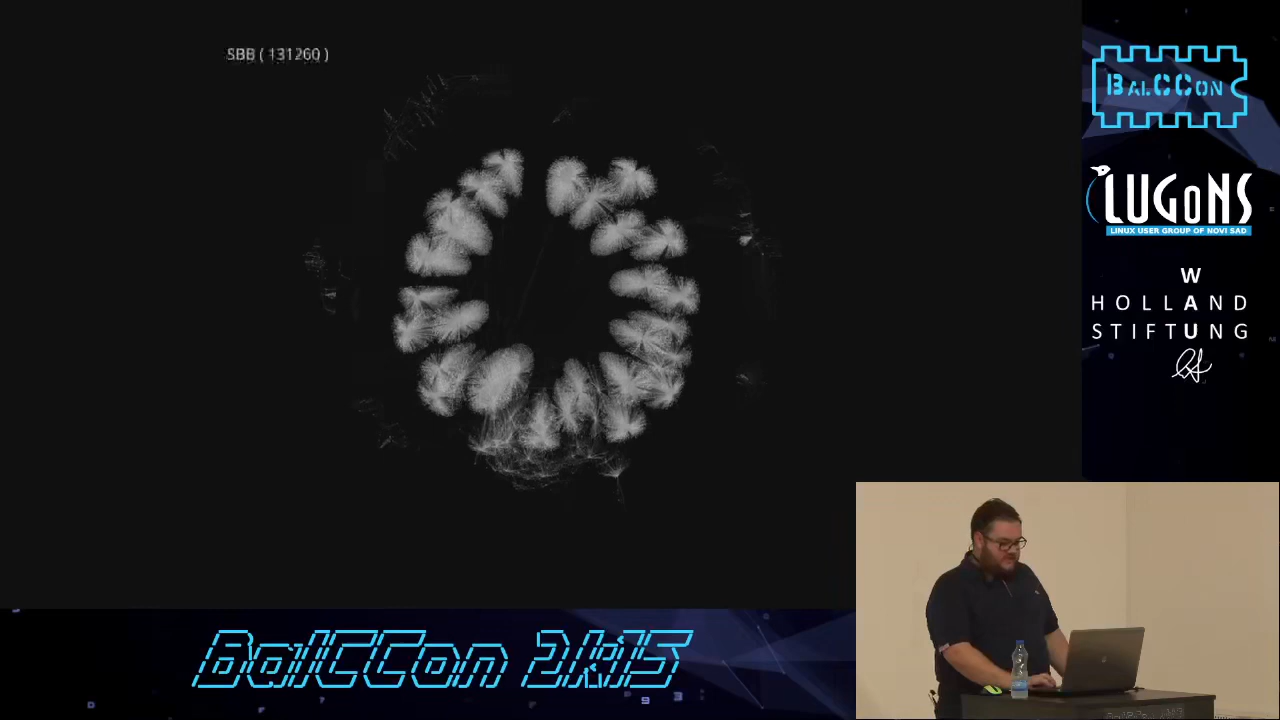 SBB ( 131260 )
BALCCON
LUGONS
LINUX USER GROUP OF NOVI SAD
W
HOLLAND
STIFTUNG
BalCCon 2k15